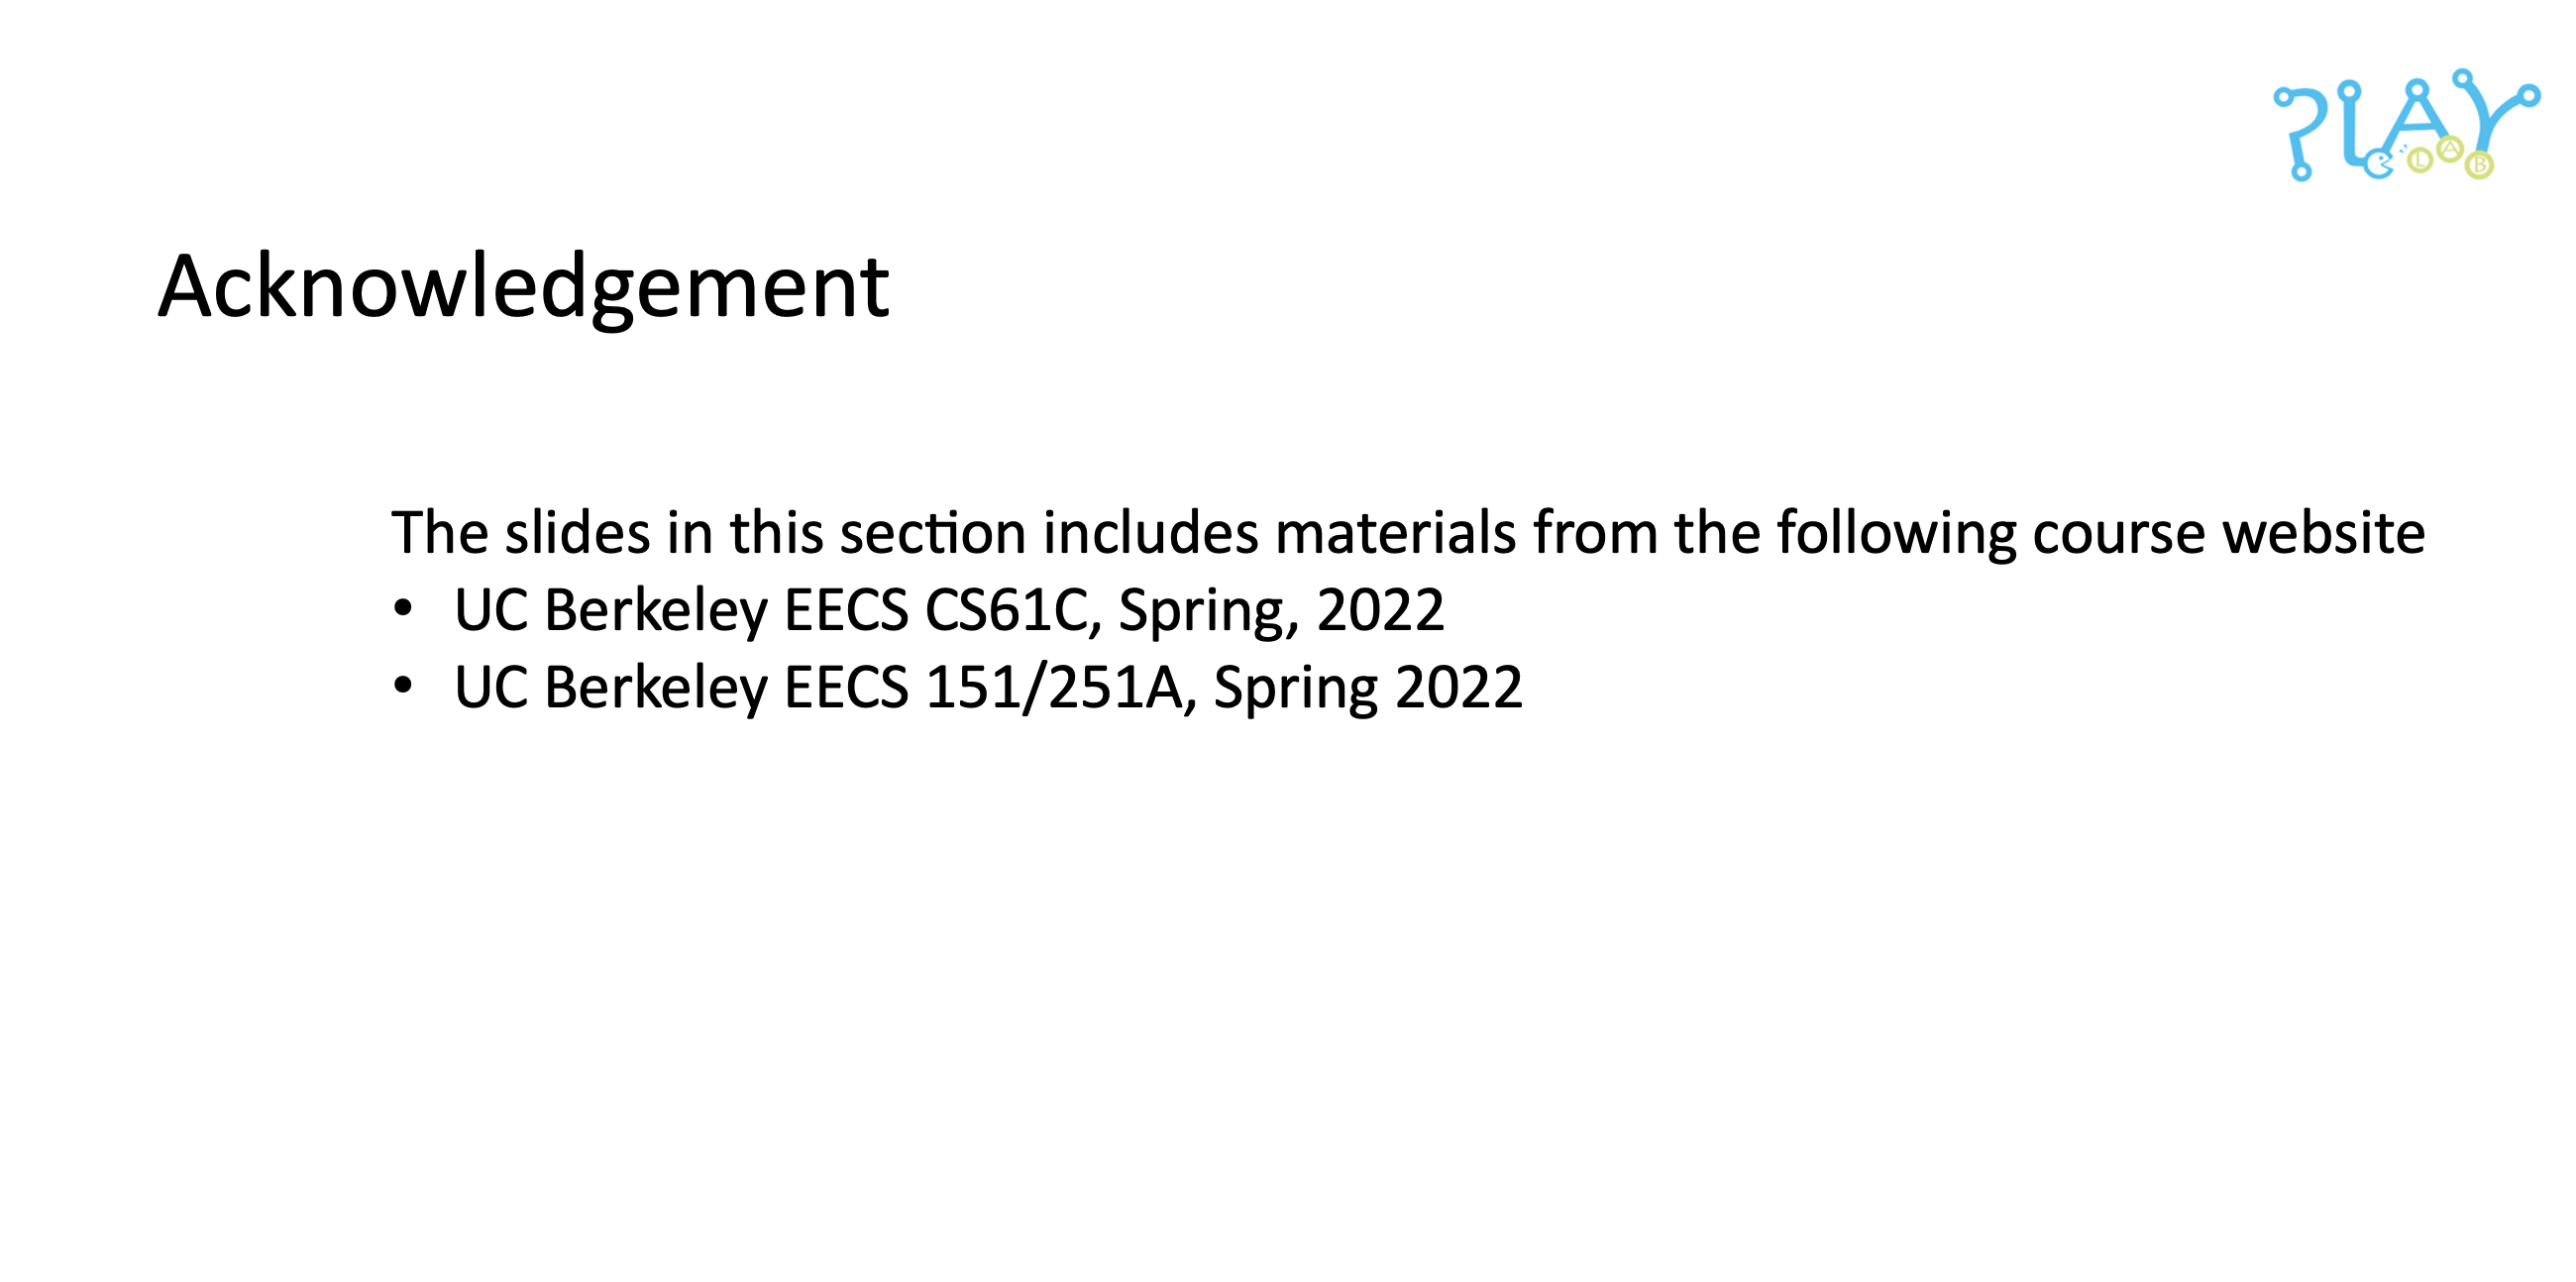 PLAY
LAB
Acknowledgement
The slides in this section includes materials from the following course website
• UC Berkeley EECS CS61C, Spring, 2022
• UC Berkeley EECS 151/251A, Spring 2022